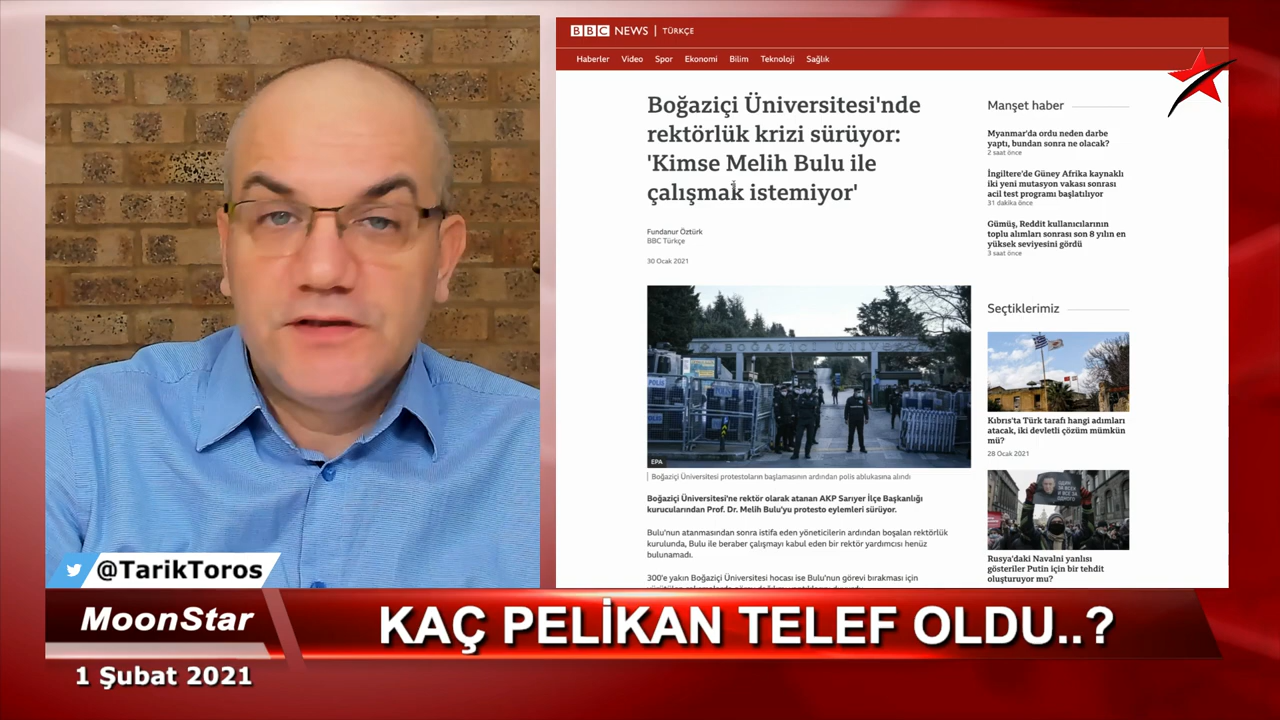 BBC NEWS | TÜRKÇE
Haberler Video Spor Ekonomi Bilim Teknoloji Sağlık
Boğaziçi Üniversitesi'nde
rektörlük krizi sürüyor:
'Kimse Melih Bulu ile
çalışmak istemiyor'
Fundanur Öztürk
BBC Türkçe
30 Ocak 2021
BOĞAZİÇİ ÜNİVERS
POLIS
POLIS
EPA
Boğaziçi Üniversitesi protestoların başlamasının ardından polis ablukasına alındı
Boğaziçi Üniversitesi'ne rektör olarak atanan AKP Sarıyer İlçe Başkanlığı
kurucularından Prof. Dr. Melih Bulu'yu protesto eylemleri sürüyor.
Bulu'nun atanmasından sonra istifa eden yöneticilerin ardından boşalan rektörlük
kurulunda, Bulu ile beraber çalışmayı kabul eden bir rektör yardımcısı henüz
bulunamadı.
300'e yakın Boğaziçi Üniversitesi hocası ise Bulu'nun görevi bırakması için
Manşet haber
Myanmar'da ordu neden darbe
yaptı, bundan sonra ne olacak?
2 saat önce
İngiltere'de Güney Afrika kaynaklı
iki yeni mutasyon vakası sonrası
acil test programı başlatılıyor
31 dakika önce
Gümüş, Reddit kullanıcılarının
toplu alımları sonrası son 8 yılın en
yüksek seviyesini gördü
3 saat önce
Seçtiklerimiz
Kıbrıs'ta Türk tarafı hangi adımları
atacak, iki devletli çözüm mümkün
mü?
28 Ocak 2021
Rusya'daki Navalni yanlısı
gösteriler Putin için bir tehdit
oluşturuyor mu?
@TarikToros
MoonStar
KAÇ PELİKAN TELEF OLDU..?
1 Şubat 2021